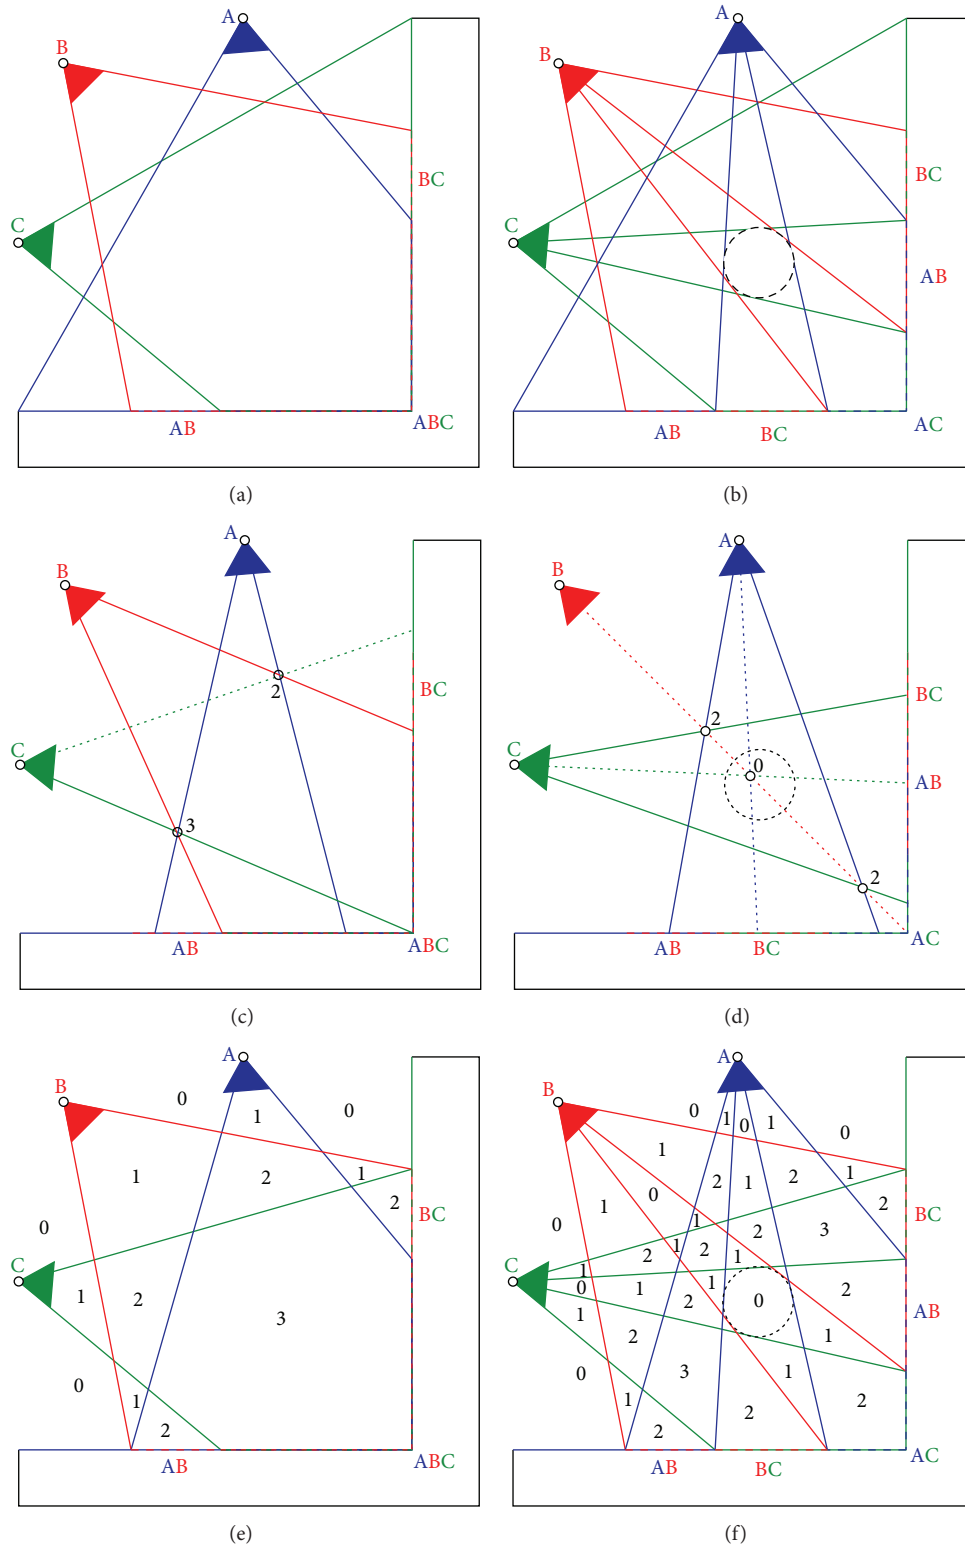 A A
B B
BC BC
C C
AB
AB BC AC
AB ABC
(a) (b)
A A
B B
BC BC
2 2
C C
0
AB
3
2
AB ABC AB BC AC
(c) (d)
A A
B 0 1 0 B 0 1 0 1 0
1 2 1 2 1 2 1 2 1 2
0 BC 0 1 0 1 2 3 BC
C C 1 2 1 2 1
1 2 0 1 1 2 0 2 AB
3 1 2 1
0 1 2 0 1 3 1 2
2 2
AB ABC AB BC AC
(e) (f)